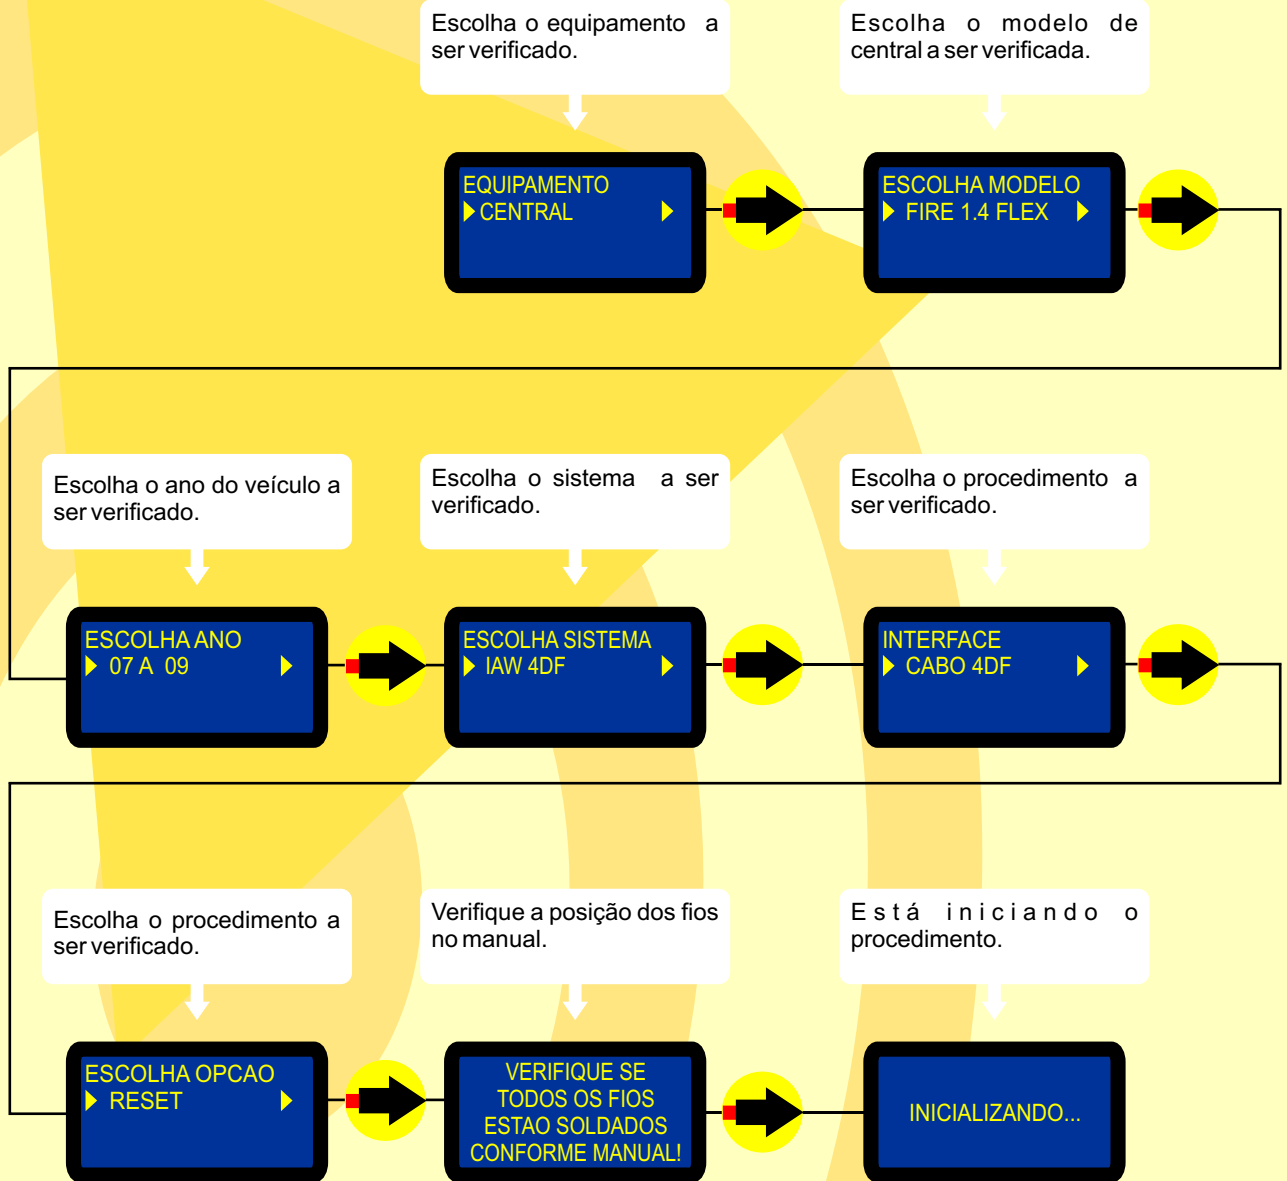 Escolha o equipamento a
ser verificado.
Escolha o modelo de
central a ser verificada.
EQUIPAMENTO
CENTRAL
ESCOLHA MODELO
FIRE 1.4 FLEX
Escolha o ano do veículo a
ser verificado.
Escolha o sistema a ser
verificado.
Escolha o procedimento a
ser verificado.
ESCOLHA ANO
07 A 09
ESCOLHA SISTEMA
IAW 4DF
INTERFACE
CABO 4DF
Escolha o procedimento a
ser verificado.
Verifique a posição dos fios
no manual.
Está iniciando o
procedimento.
ESCOLHA OPCAO
RESET
VERIFIQUE SE
TODOS OS FIOS
ESTAO SOLDADOS
CONFORME MANUAL!
INICIALIZANDO...